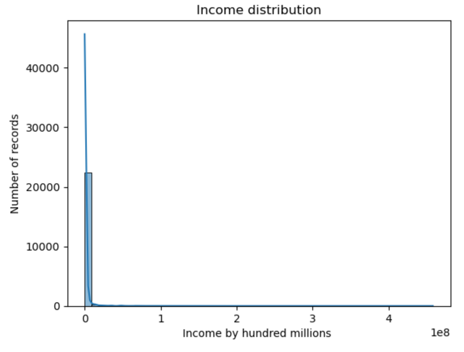 Income distribution
Number of records
40000
30000
20000
10000
0
0 1 2 3 4
1e8
Income by hundred millions